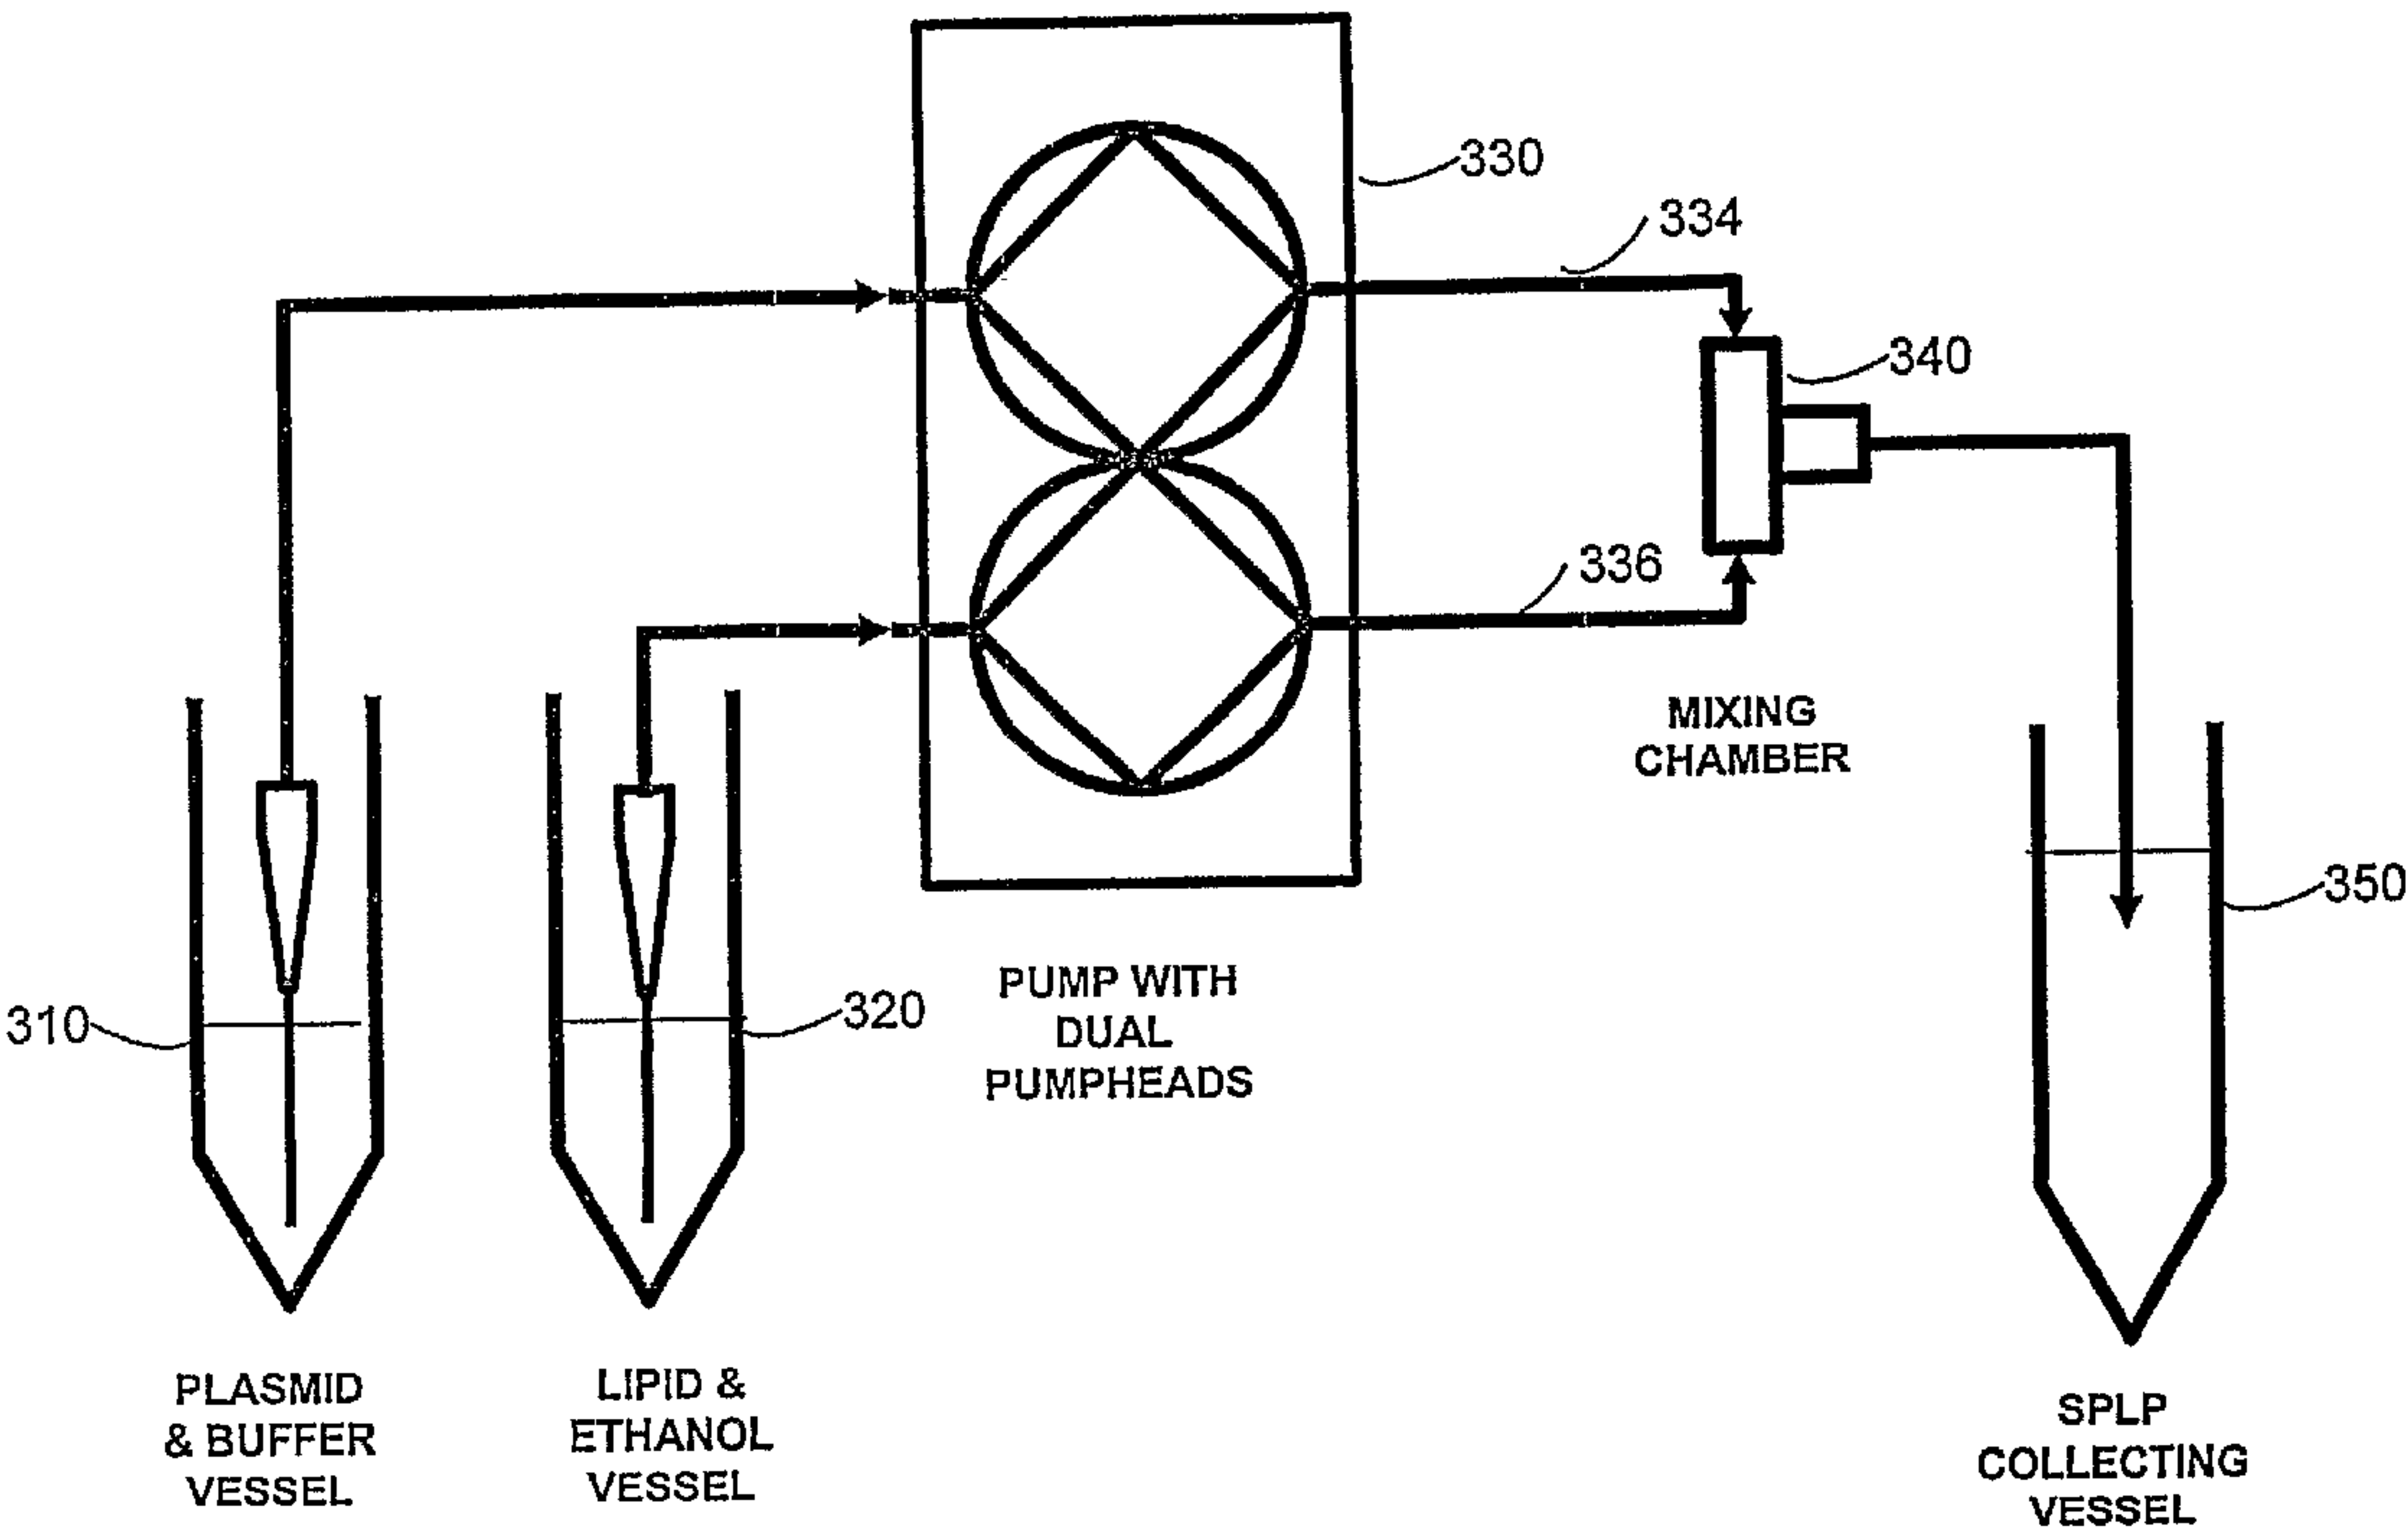 330
334
340
336
MIXING
CHAMBER
350
310
320
PUMP WITH
DUAL
PUMPHEADS
PLASMID
& BUFFER
VESSEL
LIPID &
ETHANOL
VESSEL
SPLP
COLLECTING
VESSEL